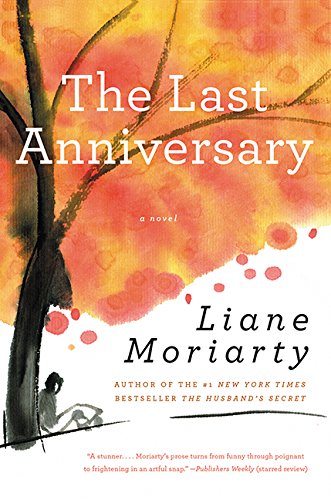 The Last
Anniversary
a novel
Liane
Moriarty
AUTHOR OF THE #1 NEW YORK TIMES
BESTSELLER THE HUSBAND'S SECRET
"A stunner. . . . Moriarty's prose turns from funny through poignant
to frightening in an artful snap." —Publishers Weekly (starred review)